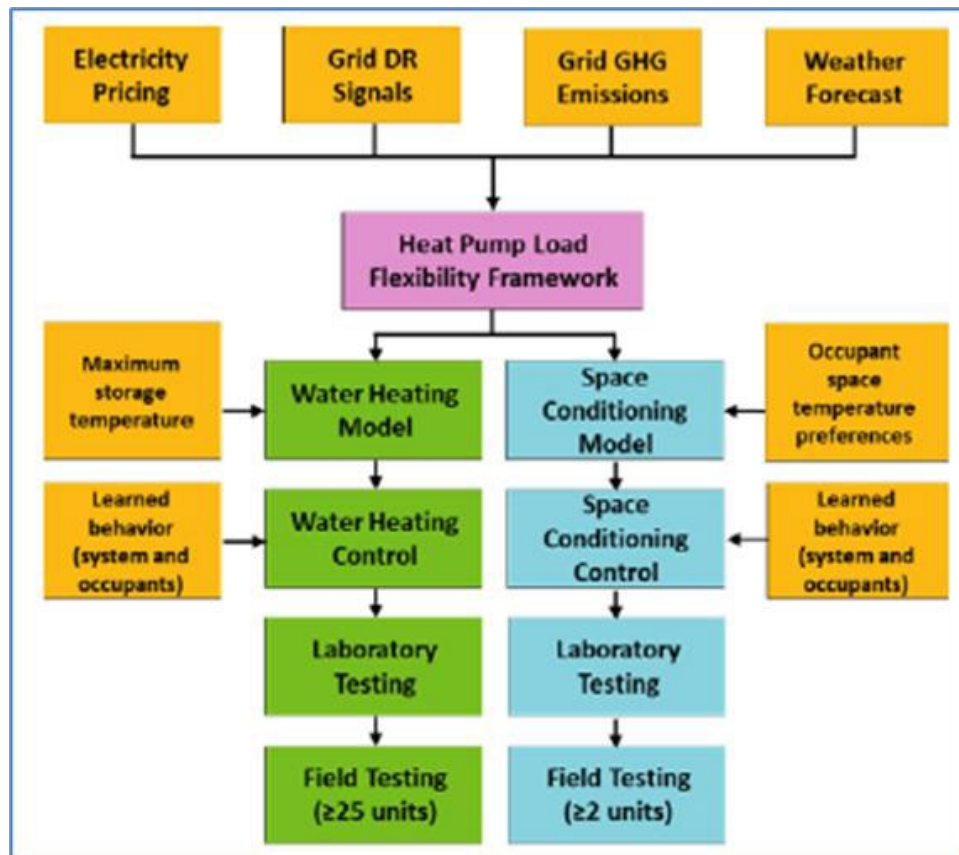 Electricity
Pricing
Grid DR
Signals
Grid GHG
Emissions
Weather
Forecast
Heat Pump Load
Flexibility Framework
Maximum
storage
temperature
Water Heating
Model
Space
Conditioning
Model
Occupant
space
temperature
preferences
Learned
behavior
(system and
occupants)
Water Heating
Control
Space
Conditioning
Control
Learned
behavior
(system and
occupants)
Laboratory
Testing
Laboratory
Testing
Field Testing
(≥25 units)
Field Testing
(≥2 units)